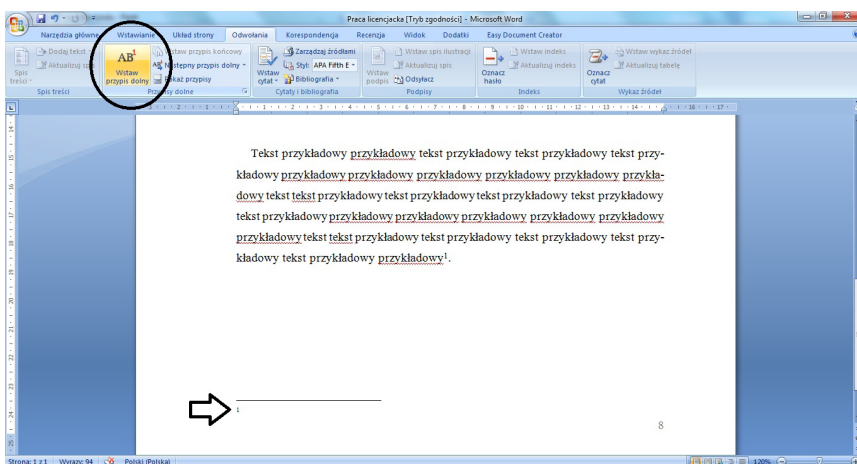 Praca licencjacka [Tryb zgodności] - Microsoft Word
Narzędzia główne Wstawianie Układ strony Odwołania Korespondencja Recenzja Widok Dodatki Easy Document Creator
Dodaj tekst
Aktualizuj spis
Spis treści
Spis treści
AB1
Wstaw przypis dolny
Wstaw przypis końcowy
Następny przypis dolny
Pokaż przypisy
Przypisy dolne
Wstaw cytat
Zarządzaj źródłami
Styl: APA Fifth E
Bibliografia
Cytaty i bibliografia
Wstaw podpis
Wstaw spis ilustracji
Aktualizuj spis
Odsyłacz
Podpisy
Oznacz hasło
Wstaw indeks
Aktualizuj indeks
Indeks
Oznacz cytat
Wstaw wykaz źródeł
Aktualizuj tabelę
Wykaz źródeł
Tekst przykładowy przykładowy tekst przykładowy tekst przykładowy tekst przy-
kładowy przykładowy przykładowy przykładowy przykładowy przykładowy przykła-
dowy tekst tekst przykładowy tekst przykładowy tekst przykładowy tekst przykładowy
tekst przykładowy przykładowy przykładowy przykładowy przykładowy przykładowy
przykładowy tekst tekst przykładowy tekst przykładowy tekst przykładowy tekst przy-
kładowy tekst przykładowy przykładowy1.
1
8
Strona: 1 z 1 Wyrazy: 94 Polski (Polska) 120%